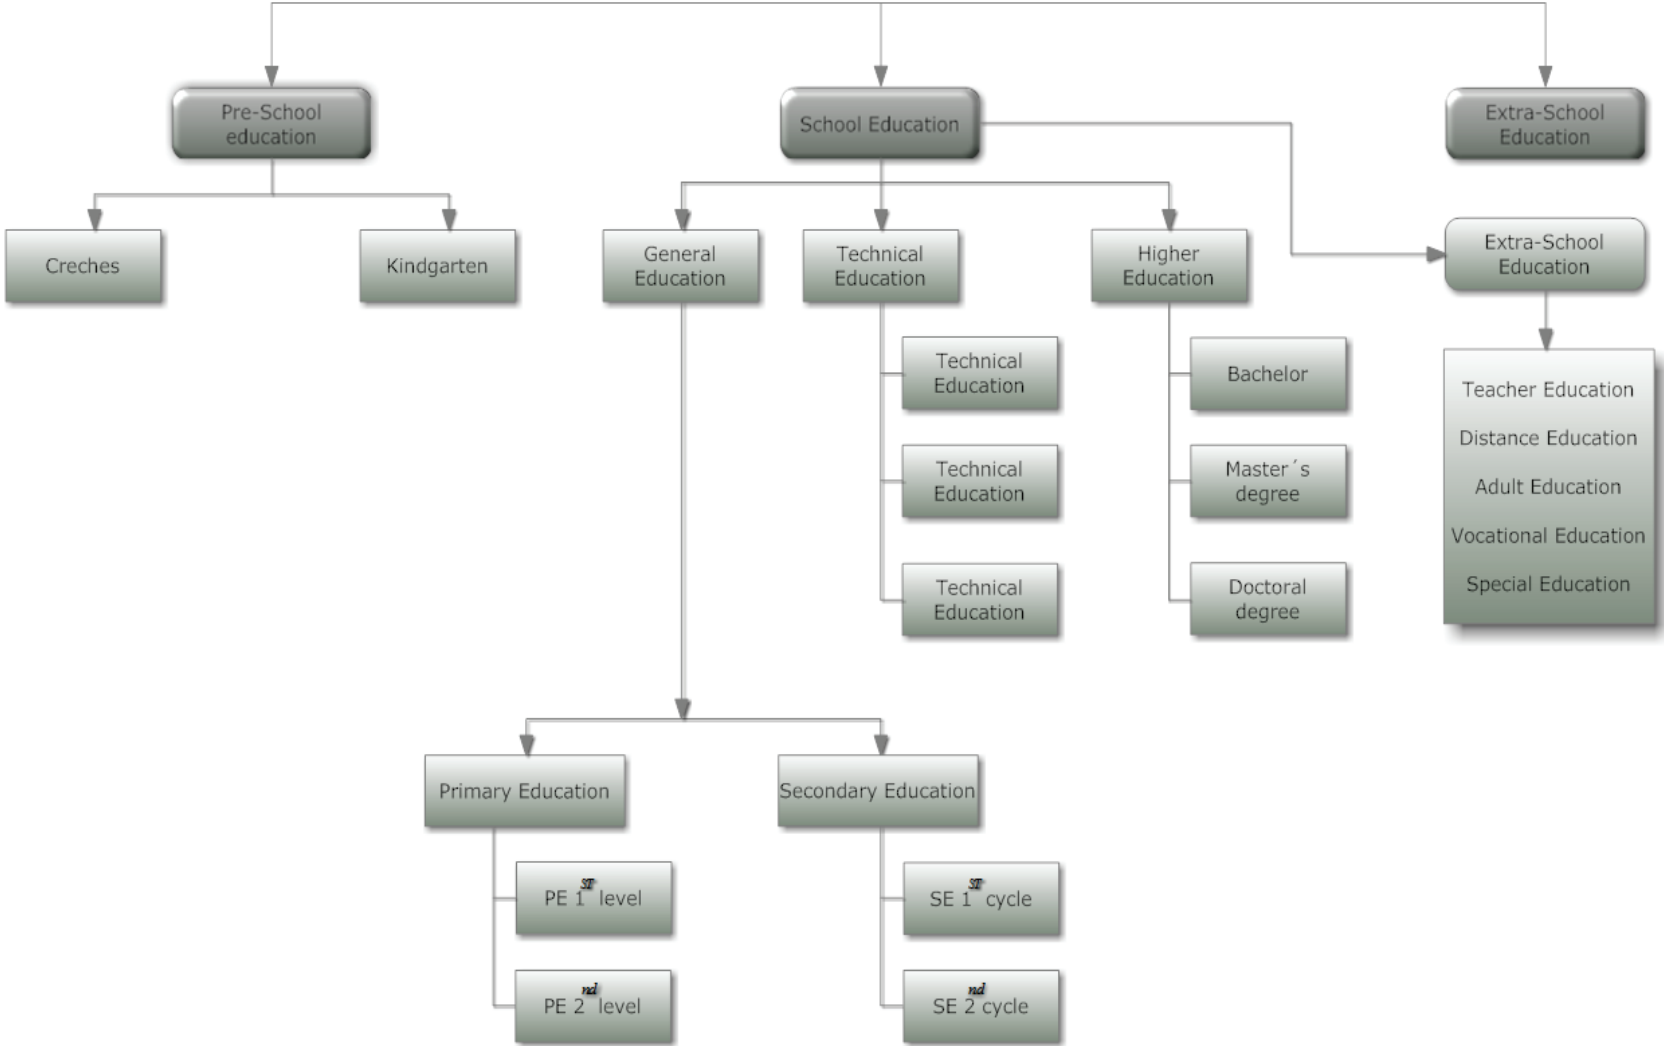 Pre-School
education
School Education
Extra-School
Education
Creches
Kindgarten
General
Education
Technical
Education
Higher
Education
Extra-School
Education
Technical
Education
Bachelor
Technical
Education
Master´s
degree
Technical
Education
Doctoral
degree
Teacher Education
Distance Education
Adult Education
Vocational Education
Special Education
Primary Education
Secondary Education
PE 1ST level
SE 1ST cycle
PE 2nd level
SE 2nd cycle